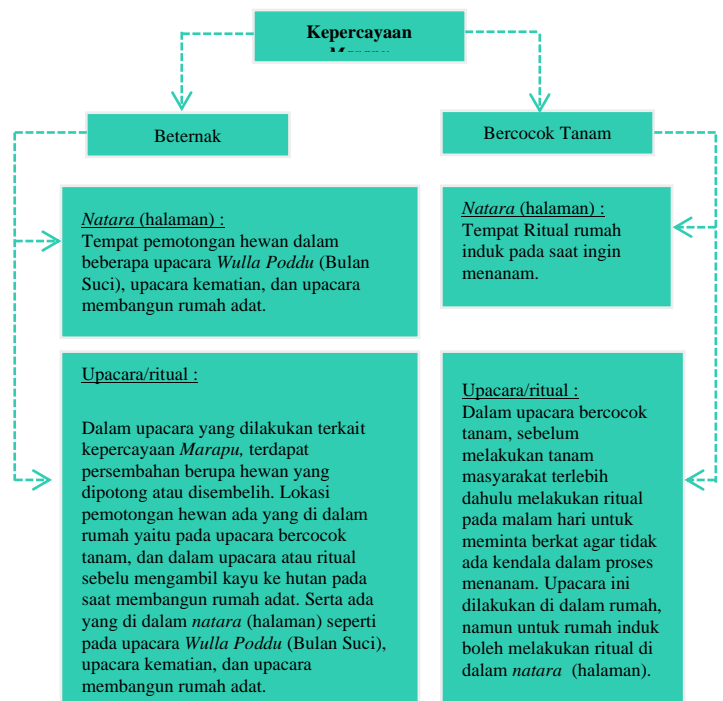 Kepercayaan
Beternak
Bercocok Tanam
Natara (halaman) :
Tempat pemotongan hewan dalam
beberapa upacara Wulla Poddu (Bulan
Suci), upacara kematian, dan upacara
membangun rumah adat.
Natara (halaman) :
Tempat Ritual rumah
induk pada saat ingin
menanam.
Upacara/ritual :
Dalam upacara yang dilakukan terkait
kepercayaan Marapu, terdapat
persembahan berupa hewan yang
dipotong atau disembelih. Lokasi
pemotongan hewan ada yang di dalam
rumah yaitu pada upacara bercocok
tanam, dan dalam upacara atau ritual
sebelu mengambil kayu ke hutan pada
saat membangun rumah adat. Serta ada
yang di dalam natara (halaman) seperti
pada upacara Wulla Poddu (Bulan Suci),
upacara kematian, dan upacara
membangun rumah adat.
Upacara/ritual :
Dalam upacara bercocok
tanam, sebelum
melakukan tanam
masyarakat terlebih
dahulu melakukan ritual
pada malam hari untuk
meminta berkat agar tidak
ada kendala dalam proses
menanam. Upacara ini
dilakukan di dalam rumah,
namun untuk rumah induk
boleh melakukan ritual di
dalam natara (halaman).